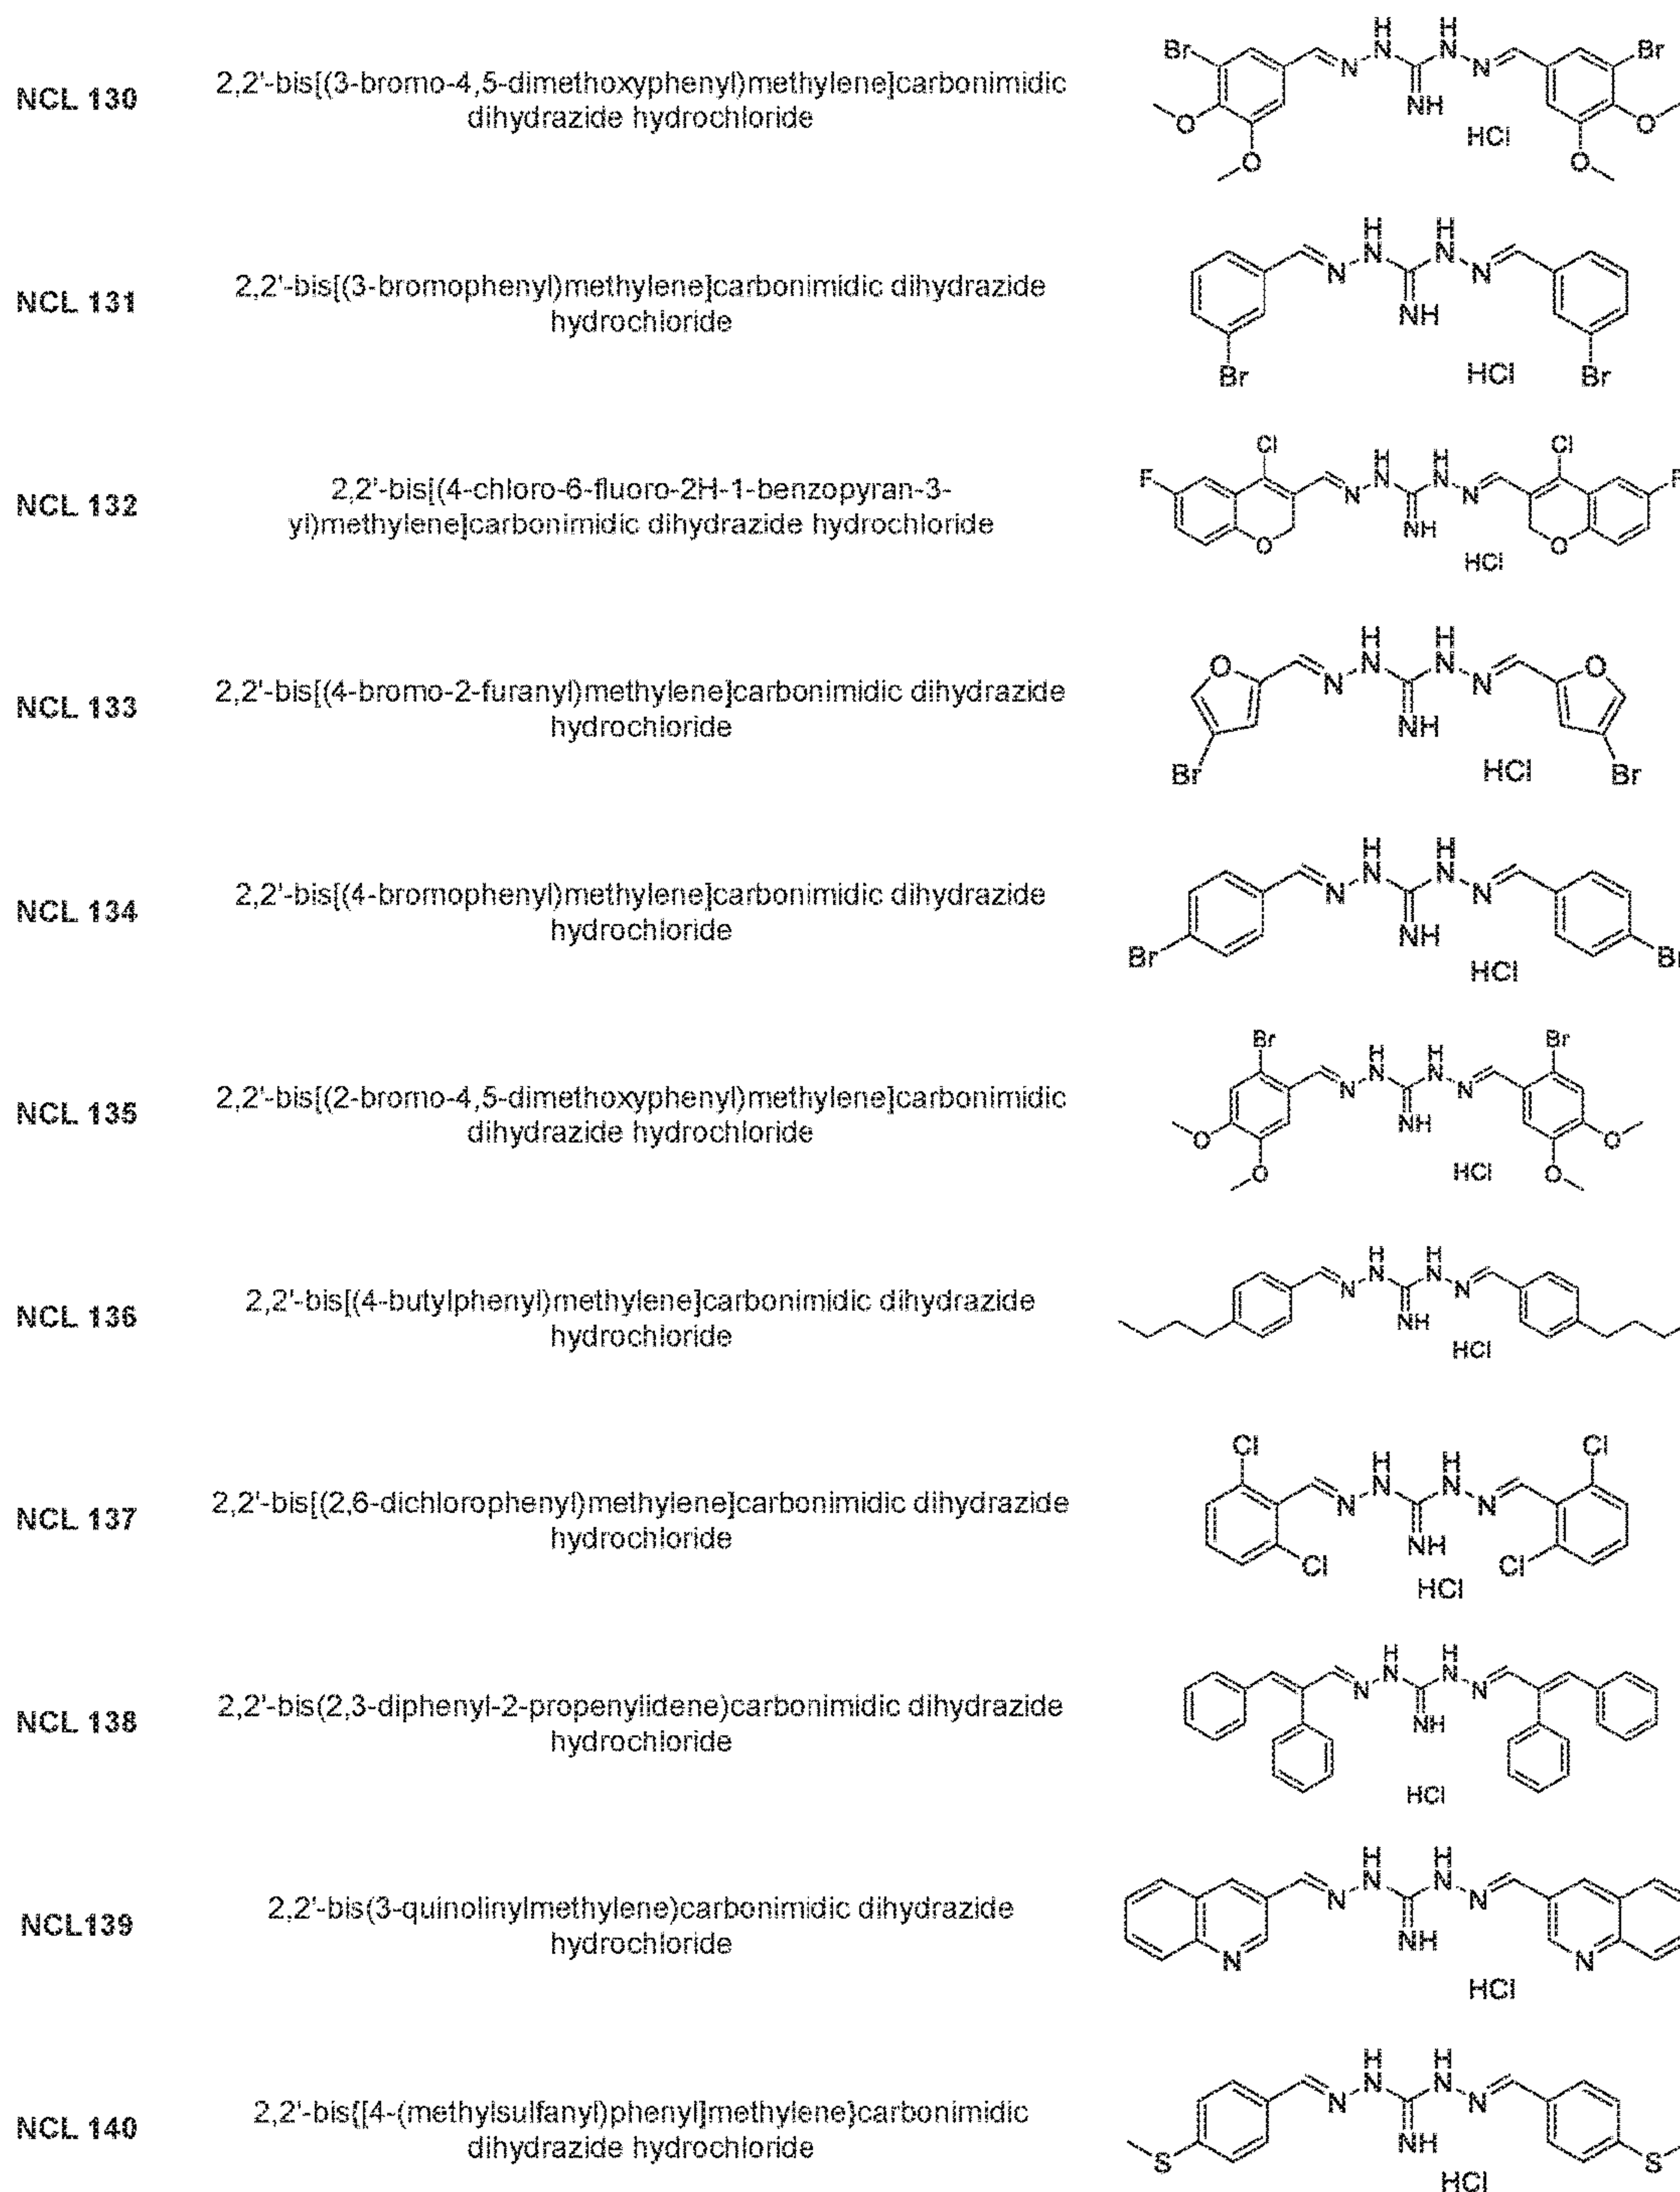 NCL 130
2,2'-bis[(3-bromo-4,5-dimethoxyphenyl)methylene]carbonimidic
dihydrazide hydrochloride
H H
Br N N Br
N N
NH
O O
HCl
O O
NCL 131
2,2'-bis[(3-bromophenyl)methylene]carbonimidic dihydrazide
hydrochloride
H H
N N
N N
NH
HCl
Br Br
NCL 132
2,2'-bis[(4-chloro-6-fluoro-2H-1-benzopyran-3-
yl)methylene]carbonimidic dihydrazide hydrochloride
Cl Cl
H H
F N N F
N N
NH
O O
HCl
NCL 133
2,2'-bis[(4-bromo-2-furanyl)methylene]carbonimidic dihydrazide
hydrochloride
H H
O N N O
N N
NH
Br HCl Br
NCL 134
2,2'-bis[(4-bromophenyl)methylene]carbonimidic dihydrazide
hydrochloride
H H
N N
N N
NH
Br Br
HCl
NCL 135
2,2'-bis[(2-bromo-4,5-dimethoxyphenyl)methylene]carbonimidic
dihydrazide hydrochloride
Br Br
H H
N N
N N
NH
O O
O HCl O
NCL 136
2,2'-bis[(4-butylphenyl)methylene]carbonimidic dihydrazide
hydrochloride
H H
N N
N N
NH
HCl
NCL 137
2,2'-bis[(2,6-dichlorophenyl)methylene]carbonimidic dihydrazide
hydrochloride
Cl Cl
H H
N N
N N
NH
Cl Cl
HCl
NCL 138
2,2'-bis(2,3-diphenyl-2-propenylidene)carbonimidic dihydrazide
hydrochloride
H H
N N
N N
NH
HCl
NCL139
2,2'-bis(3-quinolinylmethylene)carbonimidic dihydrazide
hydrochloride
H H
N N
N N
NH
N N
HCl
NCL 140
2,2'-bis{[4-(methylsulfanyl)phenyl]methylene}carbonimidic
dihydrazide hydrochloride
H H
N N
N N
NH
S S
HCl